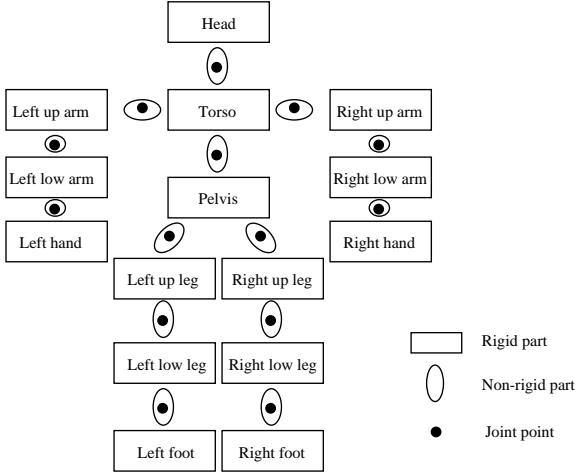 Head
Left up arm
Torso
Right up arm
Left low arm
Right low arm
Pelvis
Left hand
Right hand
Left up leg
Right up leg
Left low leg
Right low leg
Left foot
Right foot
Rigid part
Non-rigid part
Joint point